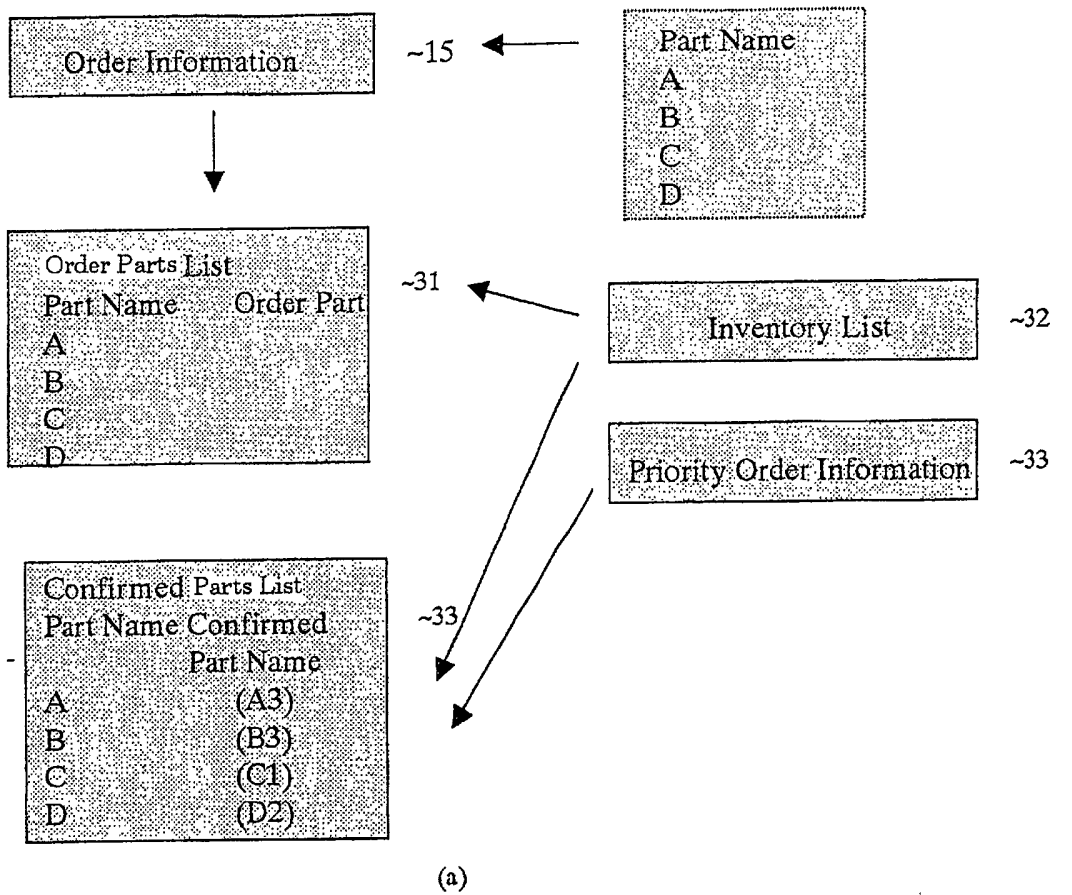 Order Information
~15
Part Name
A
B
C
D
Order Parts List
Part Name Order Part
A
B
C
D
~31
Inventory List
~32
Priority Order Information
~33
Confirmed Parts List
Part Name Confirmed
Part Name
A (A3)
B (B3)
C (C1)
D (D2)
~33
(a)